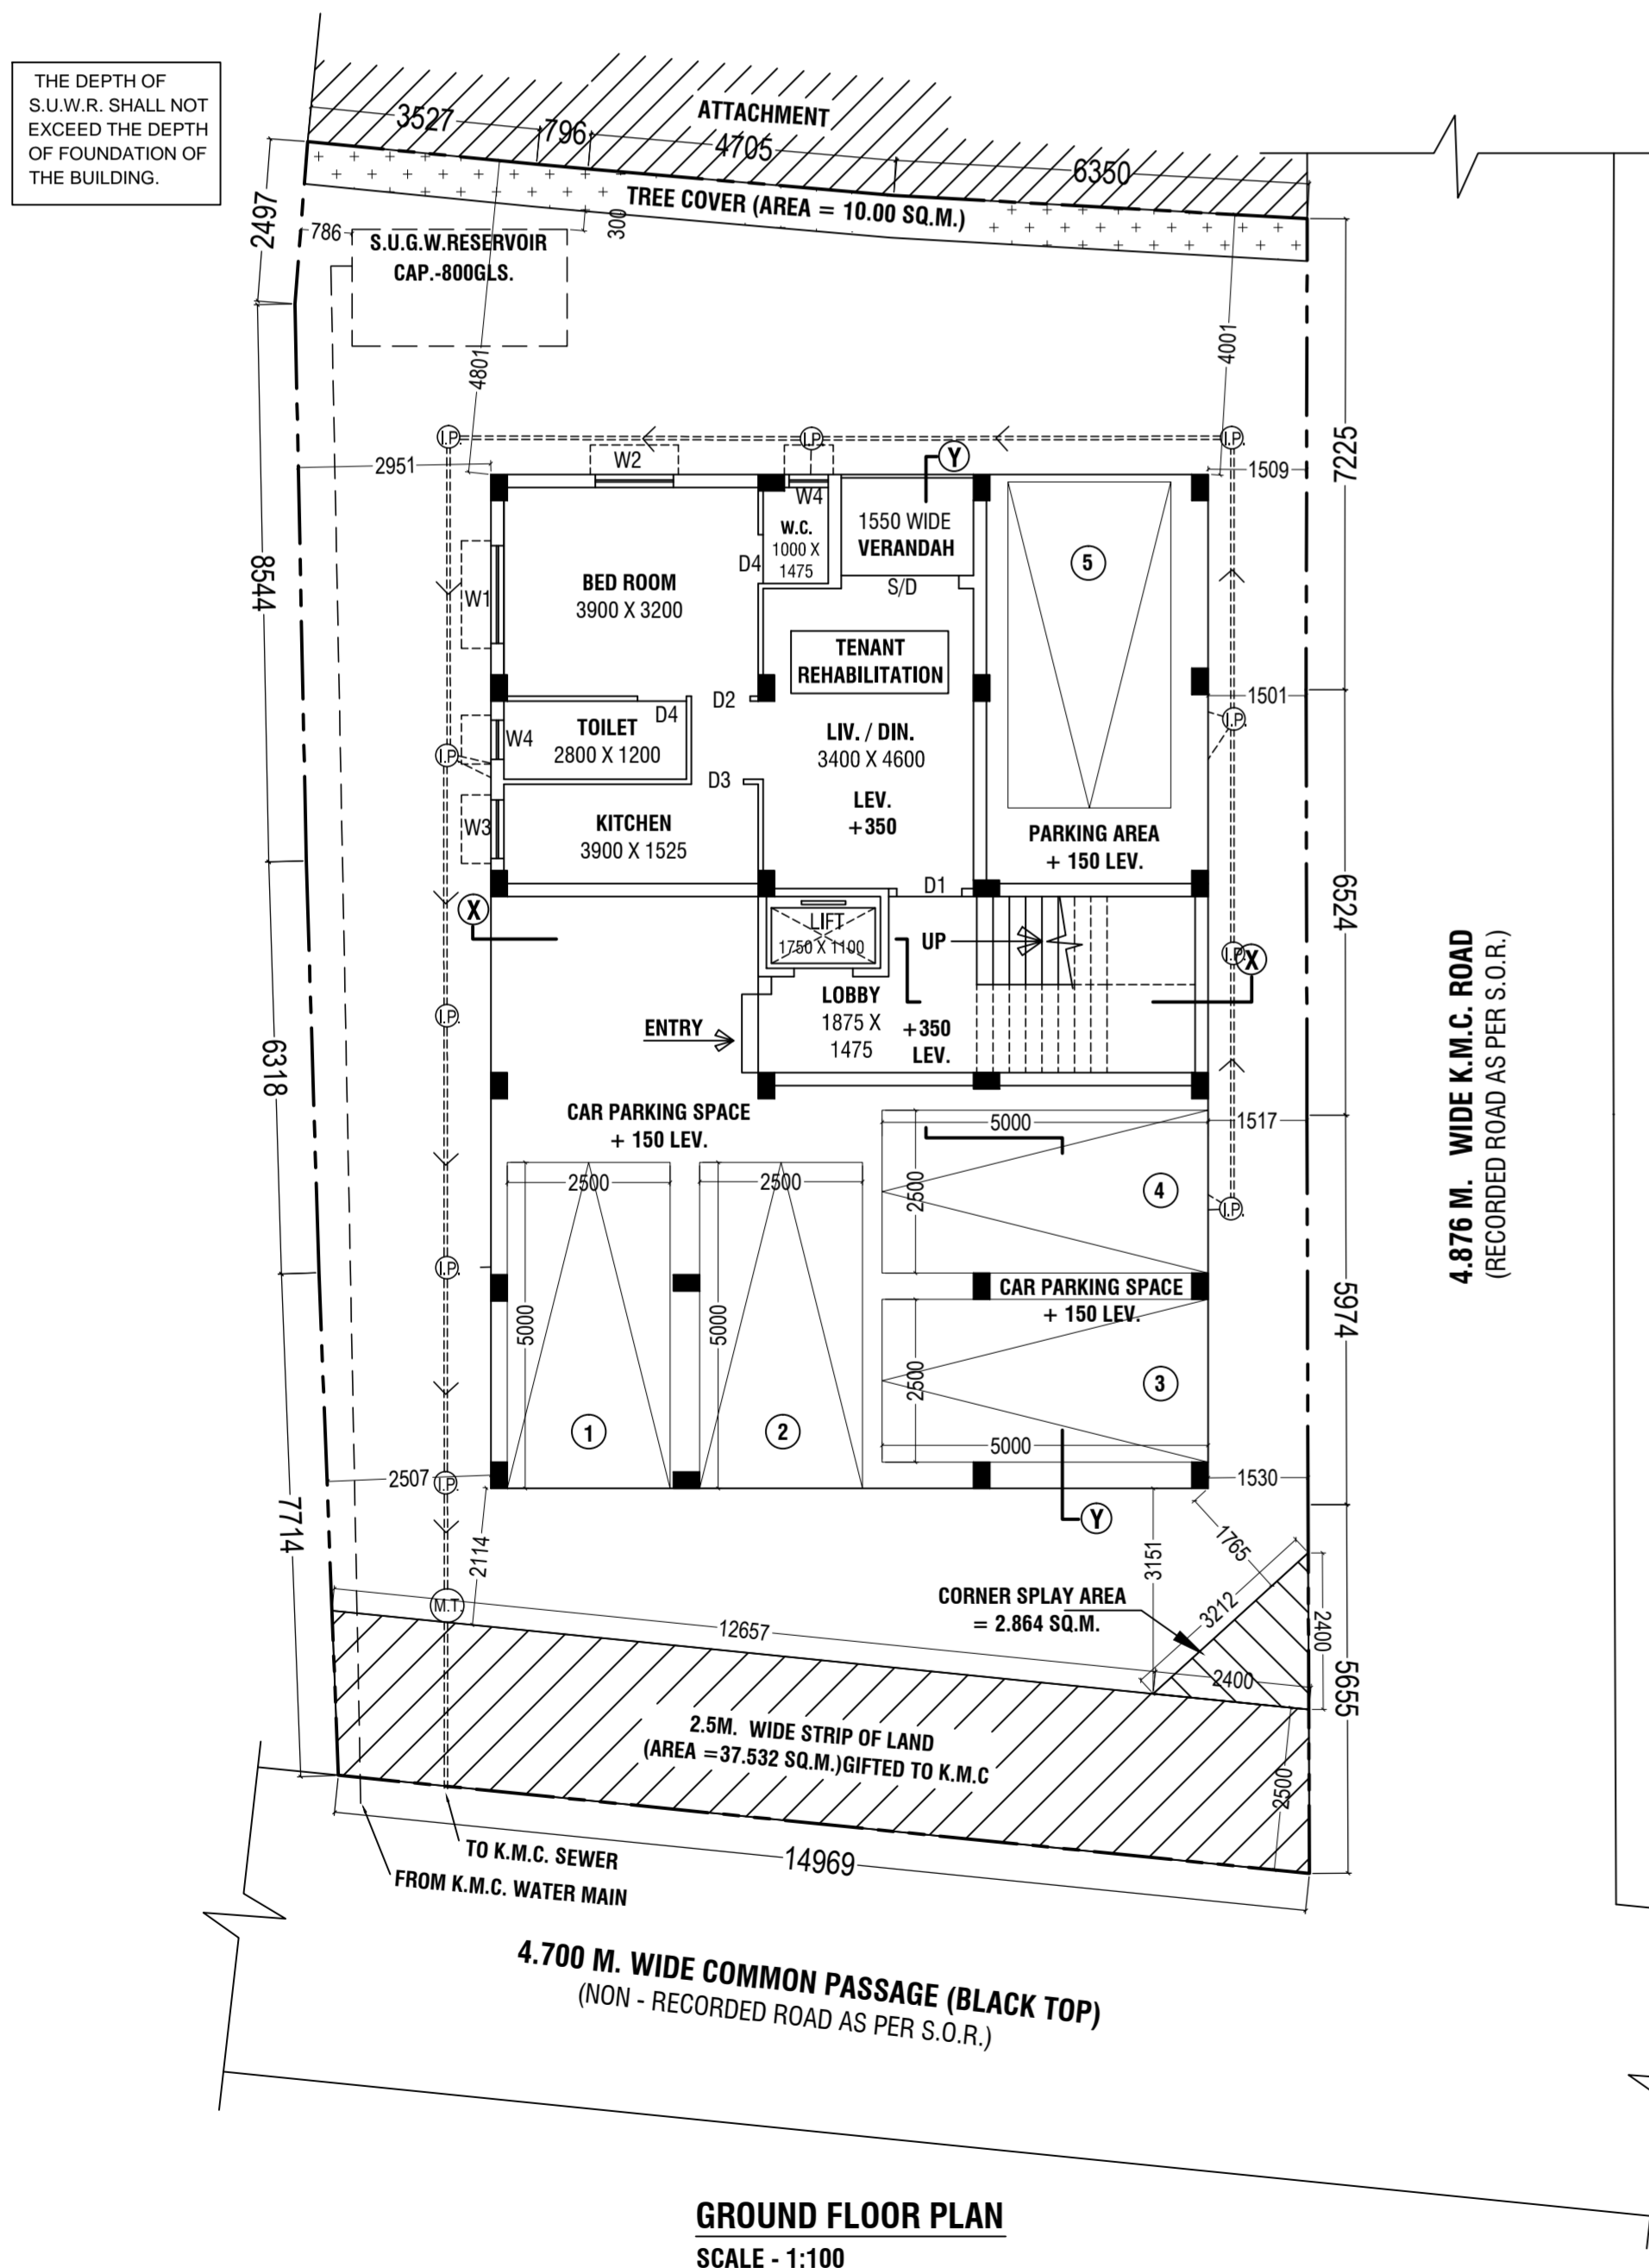 THE DEPTH OF
S.U.W.R. SHALL NOT
EXCEED THE DEPTH
OF FOUNDATION OF
THE BUILDING.
ATTACHMENT
3527
796
4705
6350
TREE COVER (AREA = 10.00 SQ.M.)
2497
786
S.U.G.W.RESERVOIR
CAP.-800GLS.
300
4801
4001
I.P.
I.P.
I.P.
2951
W2
Y
1509
5227
W4
W.C.
1000 X
1475
1550 WIDE
VERANDAH
5
D4
S/D
8544
W1
BED ROOM
3900 X 3200
TENANT
REHABILITATION
D2
1501
I.P.
I.P.
W4
TOILET
2800 X 1200
D4
LIV. / DIN.
3400 X 4600
D3
LEV.
+350
W3
KITCHEN
3900 X 1525
PARKING AREA
+ 150 LEV.
D1
6524
X
LIFT
1750 X 1100
UP
I.P.
X
LOBBY
1875 X
1475
+350
LEV.
ENTRY
I.P.
6318
CAR PARKING SPACE
+ 150 LEV.
5000
1517
2500
2500
2500
4
I.P.
I.P.
CAR PARKING SPACE
+ 150 LEV.
5000
5000
5974
2500
3
1
2
5000
2507
I.P.
1530
7714
2114
Y
3151
1765
M.T.
CORNER SPLAY AREA
= 2.864 SQ.M.
3212
2400
12657
2400
5655
2.5M. WIDE STRIP OF LAND
(AREA =37.532 SQ.M.)GIFTED TO K.M.C
2500
TO K.M.C. SEWER
14969
FROM K.M.C. WATER MAIN
4.876 M. WIDE K.M.C. ROAD
(RECORDED ROAD AS PER S.O.R.)
4.700 M. WIDE COMMON PASSAGE (BLACK TOP)
(NON - RECORDED ROAD AS PER S.O.R.)
GROUND FLOOR PLAN
SCALE - 1:100